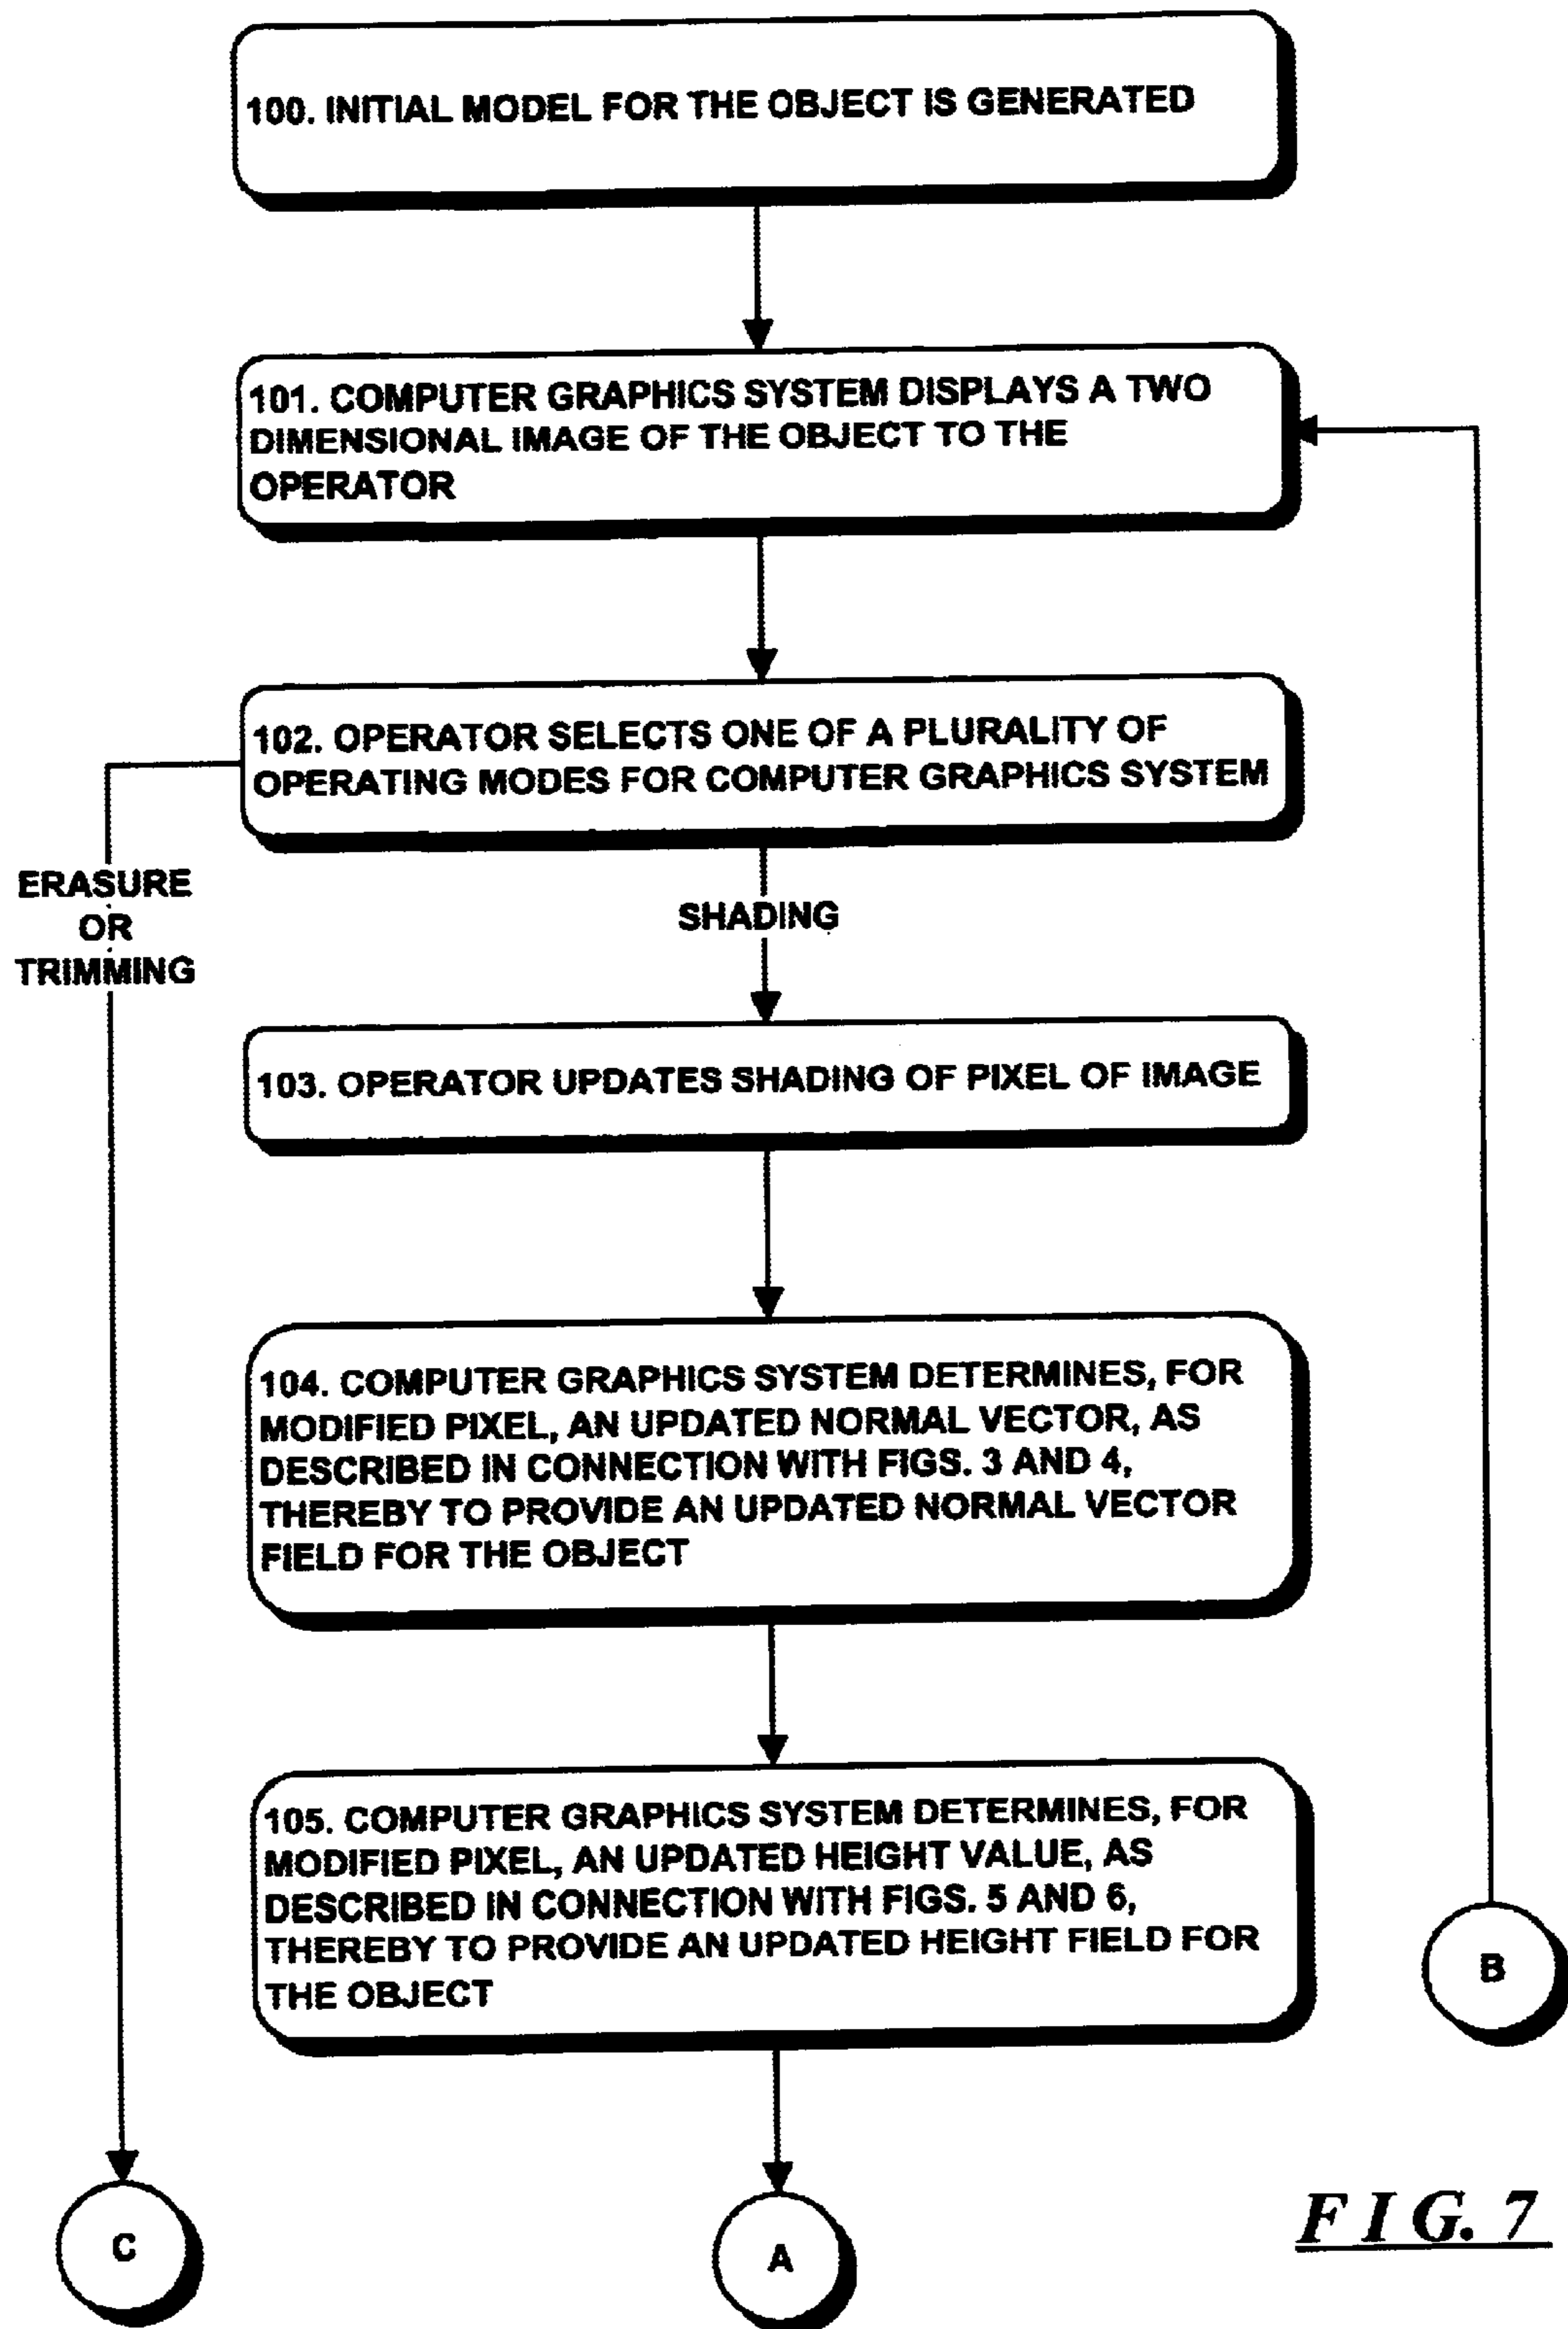 100. INITIAL MODEL FOR THE OBJECT IS GENERATED
101. COMPUTER GRAPHICS SYSTEM DISPLAYS A TWO
DIMENSIONAL IMAGE OF THE OBJECT TO THE
OPERATOR
102. OPERATOR SELECTS ONE OF A PLURALITY OF
OPERATING MODES FOR COMPUTER GRAPHICS SYSTEM
ERASURE
OR
TRIMMING
SHADING
103. OPERATOR UPDATES SHADING OF PIXEL OF IMAGE
104. COMPUTER GRAPHICS SYSTEM DETERMINES, FOR
MODIFIED PIXEL, AN UPDATED NORMAL VECTOR, AS
DESCRIBED IN CONNECTION WITH FIGS. 3 AND 4,
THEREBY TO PROVIDE AN UPDATED NORMAL VECTOR
FIELD FOR THE OBJECT
105. COMPUTER GRAPHICS SYSTEM DETERMINES, FOR
MODIFIED PIXEL, AN UPDATED HEIGHT VALUE, AS
DESCRIBED IN CONNECTION WITH FIGS. 5 AND 6,
THEREBY TO PROVIDE AN UPDATED HEIGHT FIELD FOR
THE OBJECT
B
C
A
FIG. 7